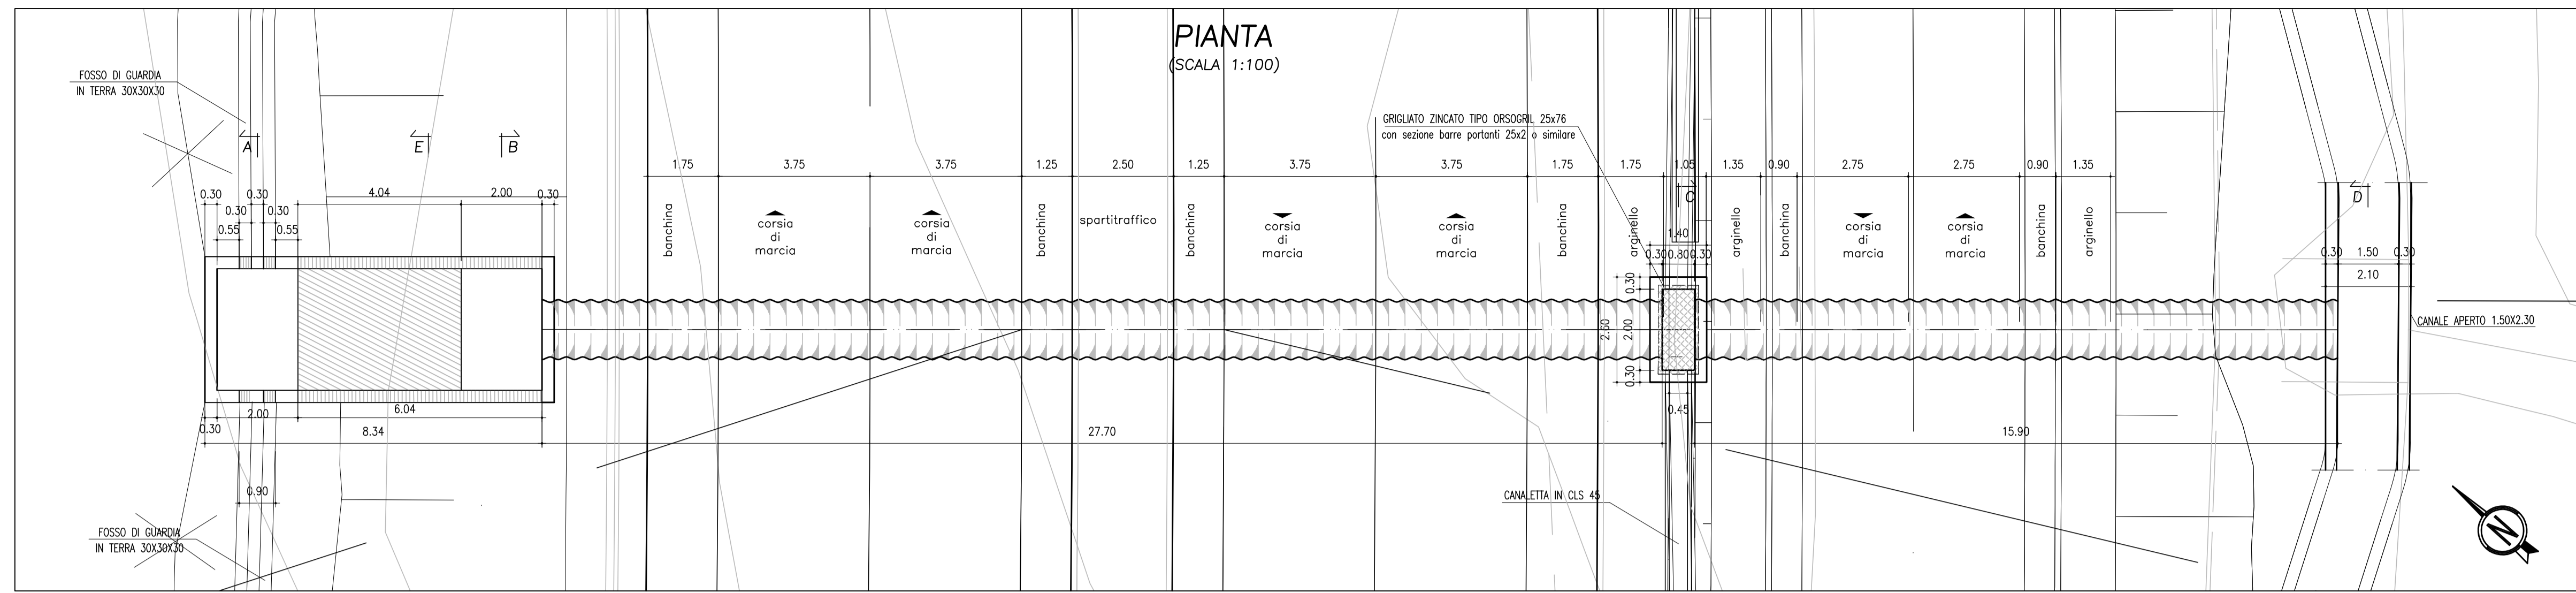 PIANTA
(SCALA 1:100)
FOSSO DI GUARDIA
IN TERRA 30X30X30
GRIGLIATO ZINCATO TIPO ORSOGRIL 25x76
con sezione barre portanti 25x2 o similare
A
E
B
1.75
3.75
3.75
1.25
2.50
1.25
3.75
3.75
1.75
1.75
1.05
1.35
0.90
2.75
2.75
0.90
1.35
0.30
0.30
4.04
2.00
0.30
0.30
0.30
0.55
0.55
C
D
banchina
corsia
di
marcia
corsia
di
marcia
banchina
spartitraffico
banchina
corsia
di
marcia
corsia
di
marcia
banchina
arginello
arginello
banchina
corsia
di
marcia
corsia
di
marcia
banchina
arginello
1.40
0.30
0.80
0.30
0.30
1.50
0.30
2.10
0.30
2.60
2.00
0.30
CANALE APERTO 1.50X2.30
2.00
6.04
0.45
0.30
8.34
27.70
15.90
0.90
CANALETTA IN CLS 45
FOSSO DI GUARDIA
IN TERRA 30X30X30
N